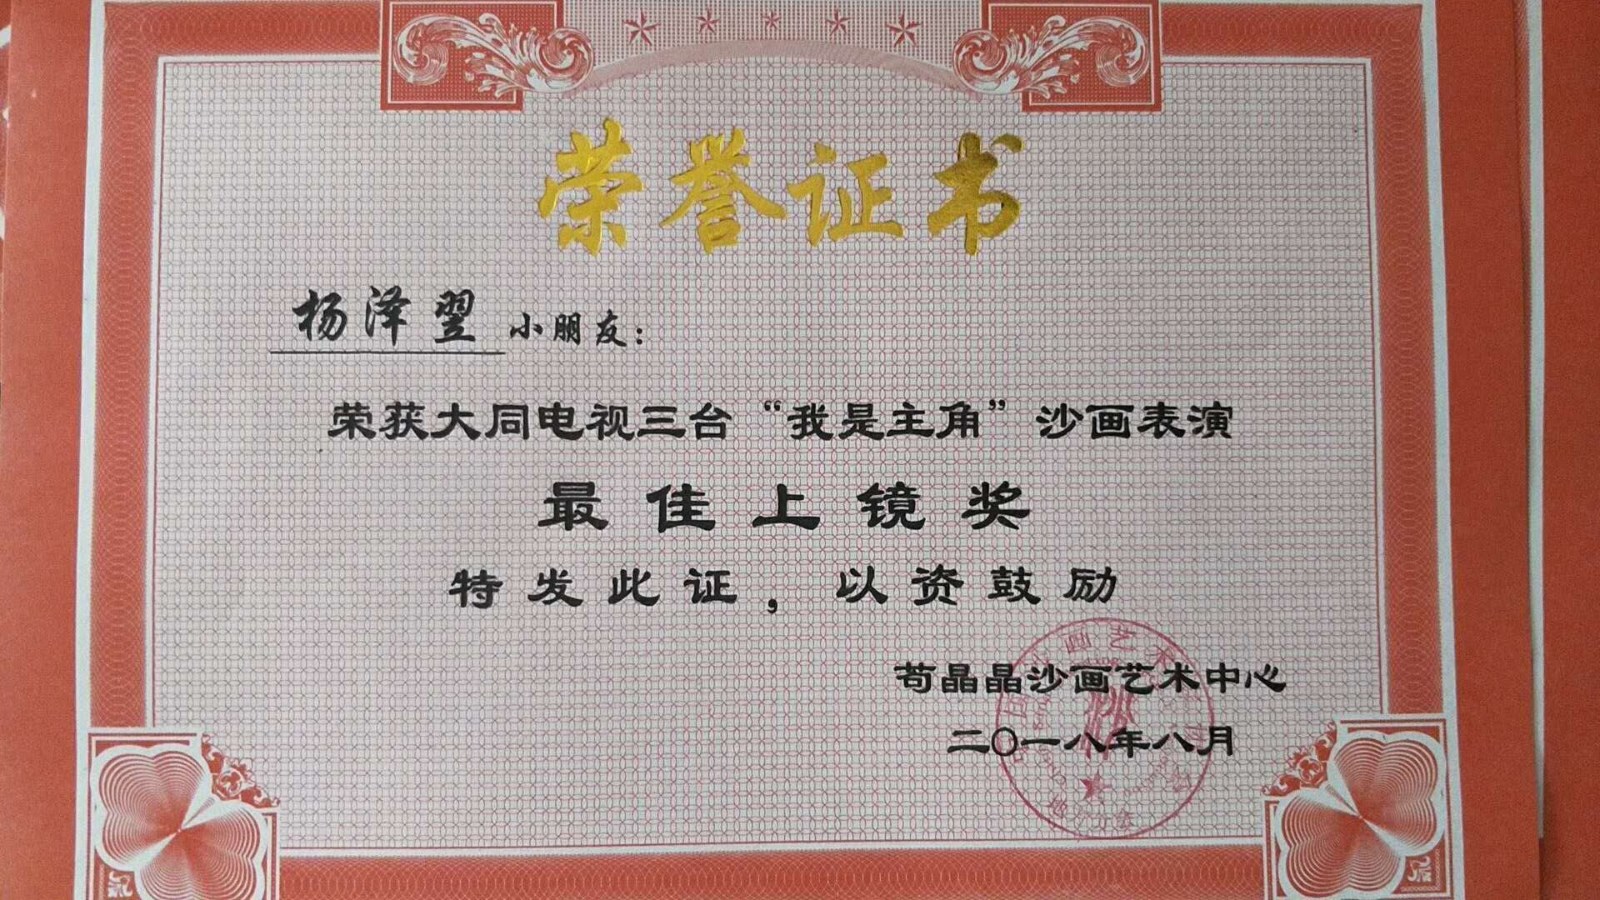 荣誉证书
杨泽翌 小朋友：
荣获大同电视三台“我是主角”沙画表演
最佳上镜奖
特发此证，以资鼓励
苟晶晶沙画艺术中心
二〇一八年八月